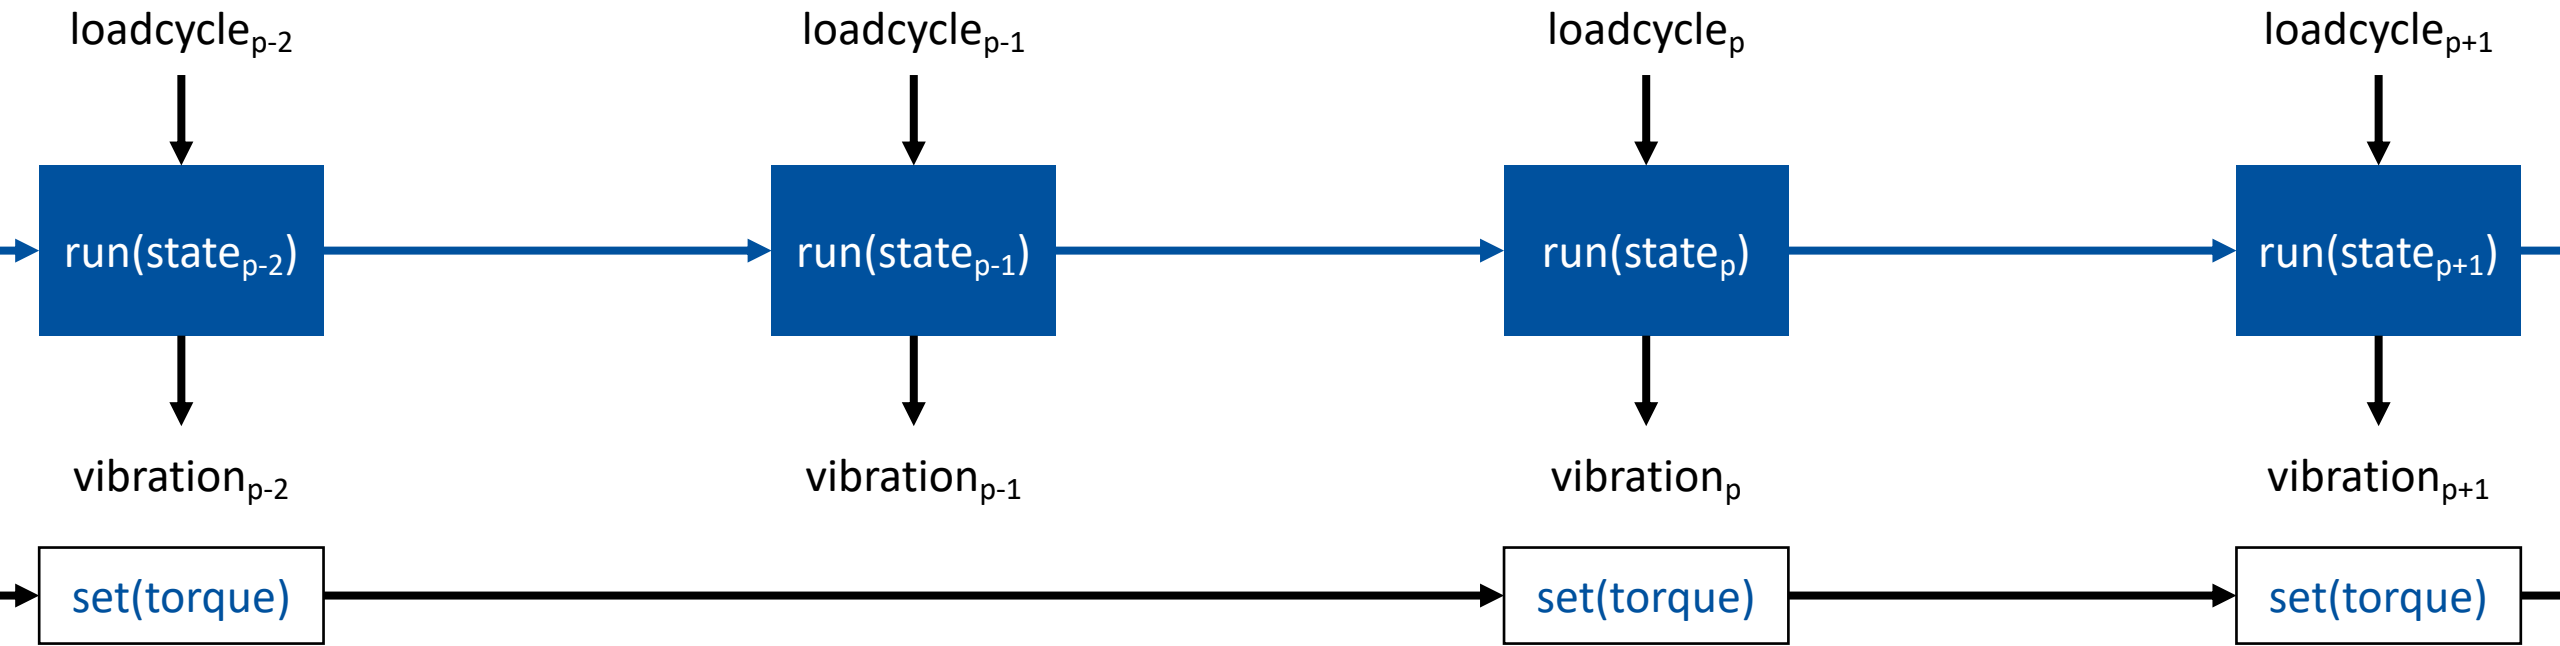 loadcycleₚ₋₂ loadcycleₚ₋₁ loadcycleₚ loadcycleₚ₊₁
run(stateₚ₋₂) run(stateₚ₋₁) run(stateₚ) run(stateₚ₊₁)
vibrationₚ₋₂ vibrationₚ₋₁ vibrationₚ vibrationₚ₊₁
set(torque) set(torque) set(torque)